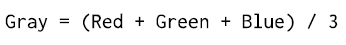 Gray = (Red + Green + Blue) / 3